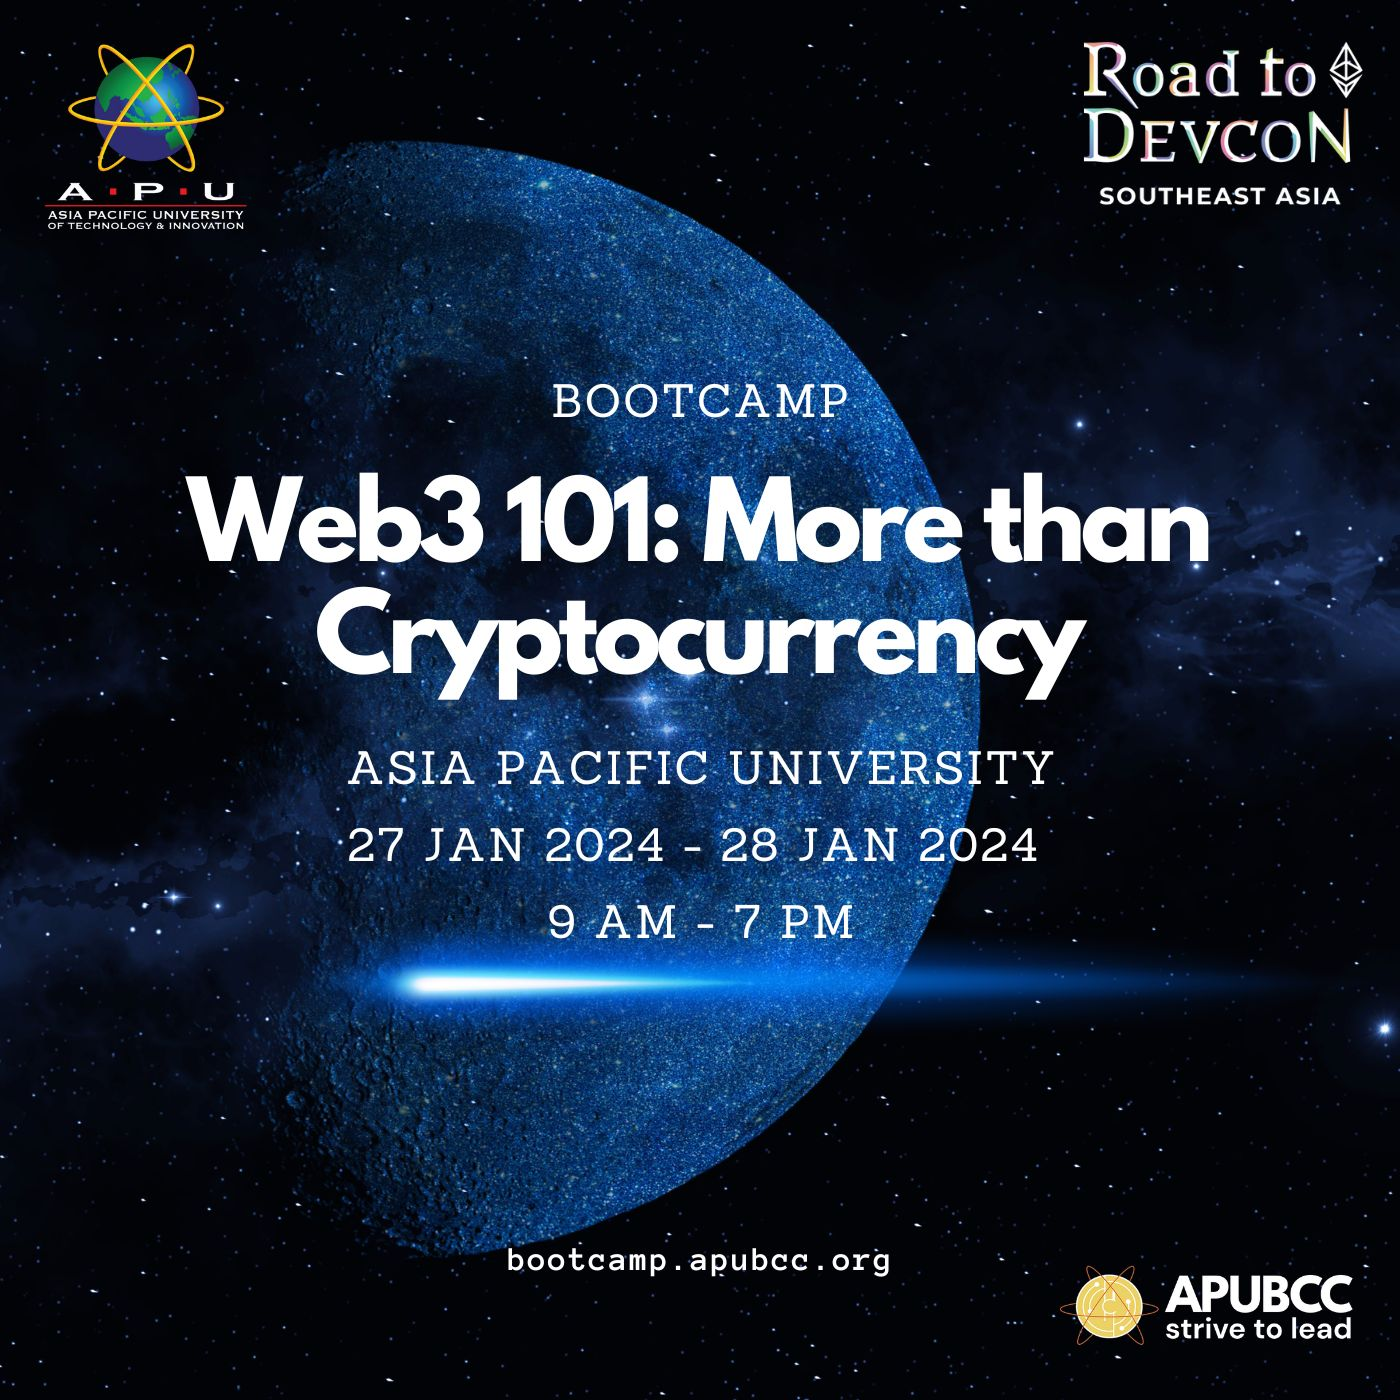 A·P·U
ASIA PACIFIC UNIVERSITY
OF TECHNOLOGY & INNOVATION
Road to
DEVCON
SOUTHEAST ASIA
BOOTCAMP
Web3 101: More than
Cryptocurrency
ASIA PACIFIC UNIVERSITY
27 JAN 2024 - 28 JAN 2024
9 AM - 7 PM
bootcamp.apubcc.org
APUBCC
strive to lead